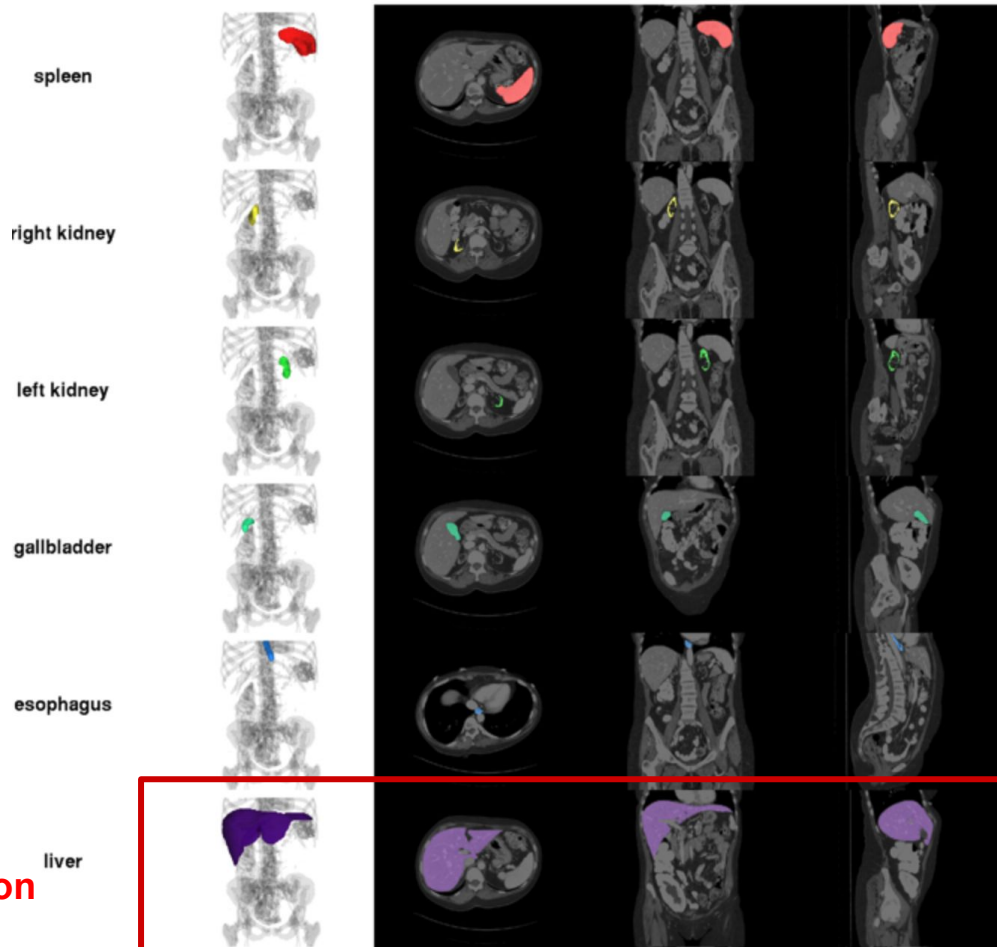 spleen
right kidney
left kidney
gallbladder
esophagus
liver
on